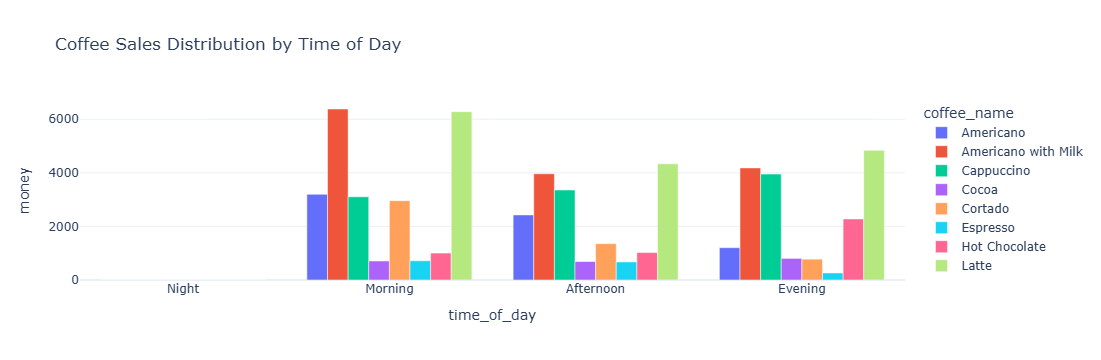 Coffee Sales Distribution by Time of Day
money
6000
4000
2000
0
Night
Morning
Afternoon
Evening
time_of_day
coffee_name
Americano
Americano with Milk
Cappuccino
Cocoa
Cortado
Espresso
Hot Chocolate
Latte